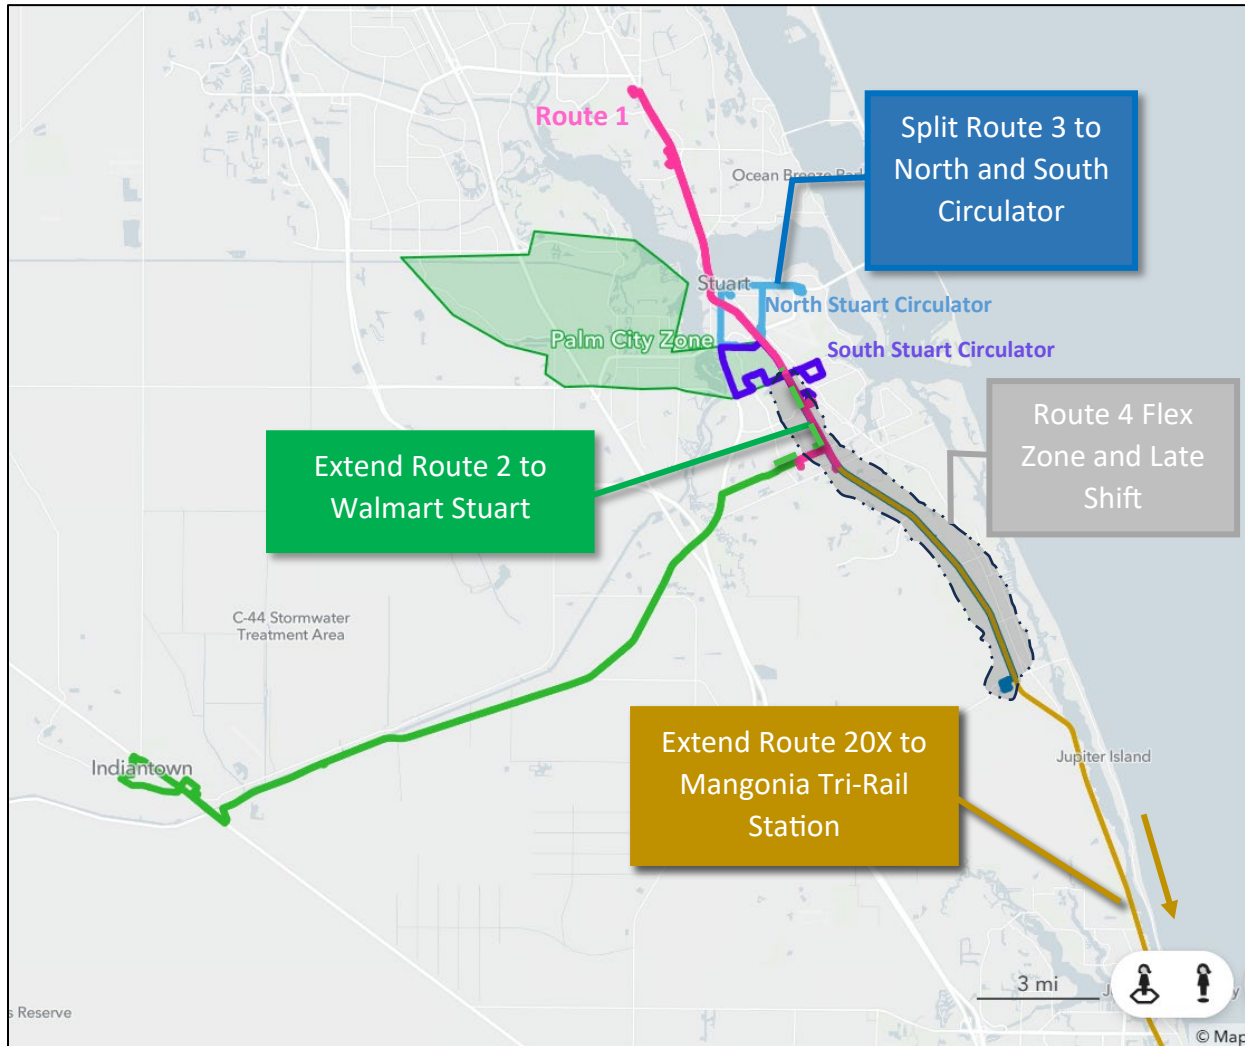 Route 1
Split Route 3 to
North and South
Circulator
Ocean Breeze Par
Stuart
North Stuart Circulator
Palm City Zone
South Stuart Circulator
Route 4 Flex
Zone and Late
Shift
Extend Route 2 to
Walmart Stuart
C-44 Stormwater
Treatment Area
Extend Route 20X to
Mangonia Tri-Rail
Station
Indiantown
Jupiter Island
3 mi
s Reserve
© Map